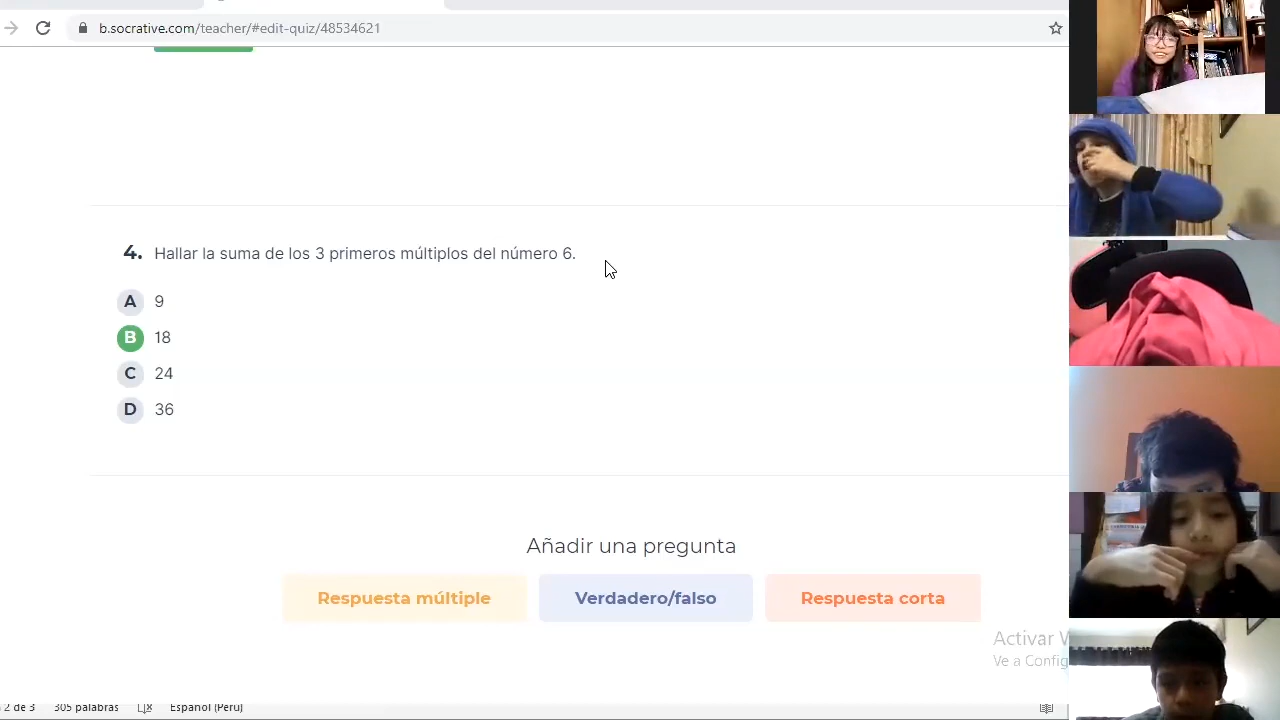 b.socrative.com/teacher/#edit-quiz/48534621
4. Hallar la suma de los 3 primeros múltiplos del número 6.
A 9
B 18
C 24
D 36
Añadir una pregunta
Respuesta múltiple
Verdadero/falso
Respuesta corta
Activar W
Ve a Config
2 de 3
305 palabras
Español (Perú)